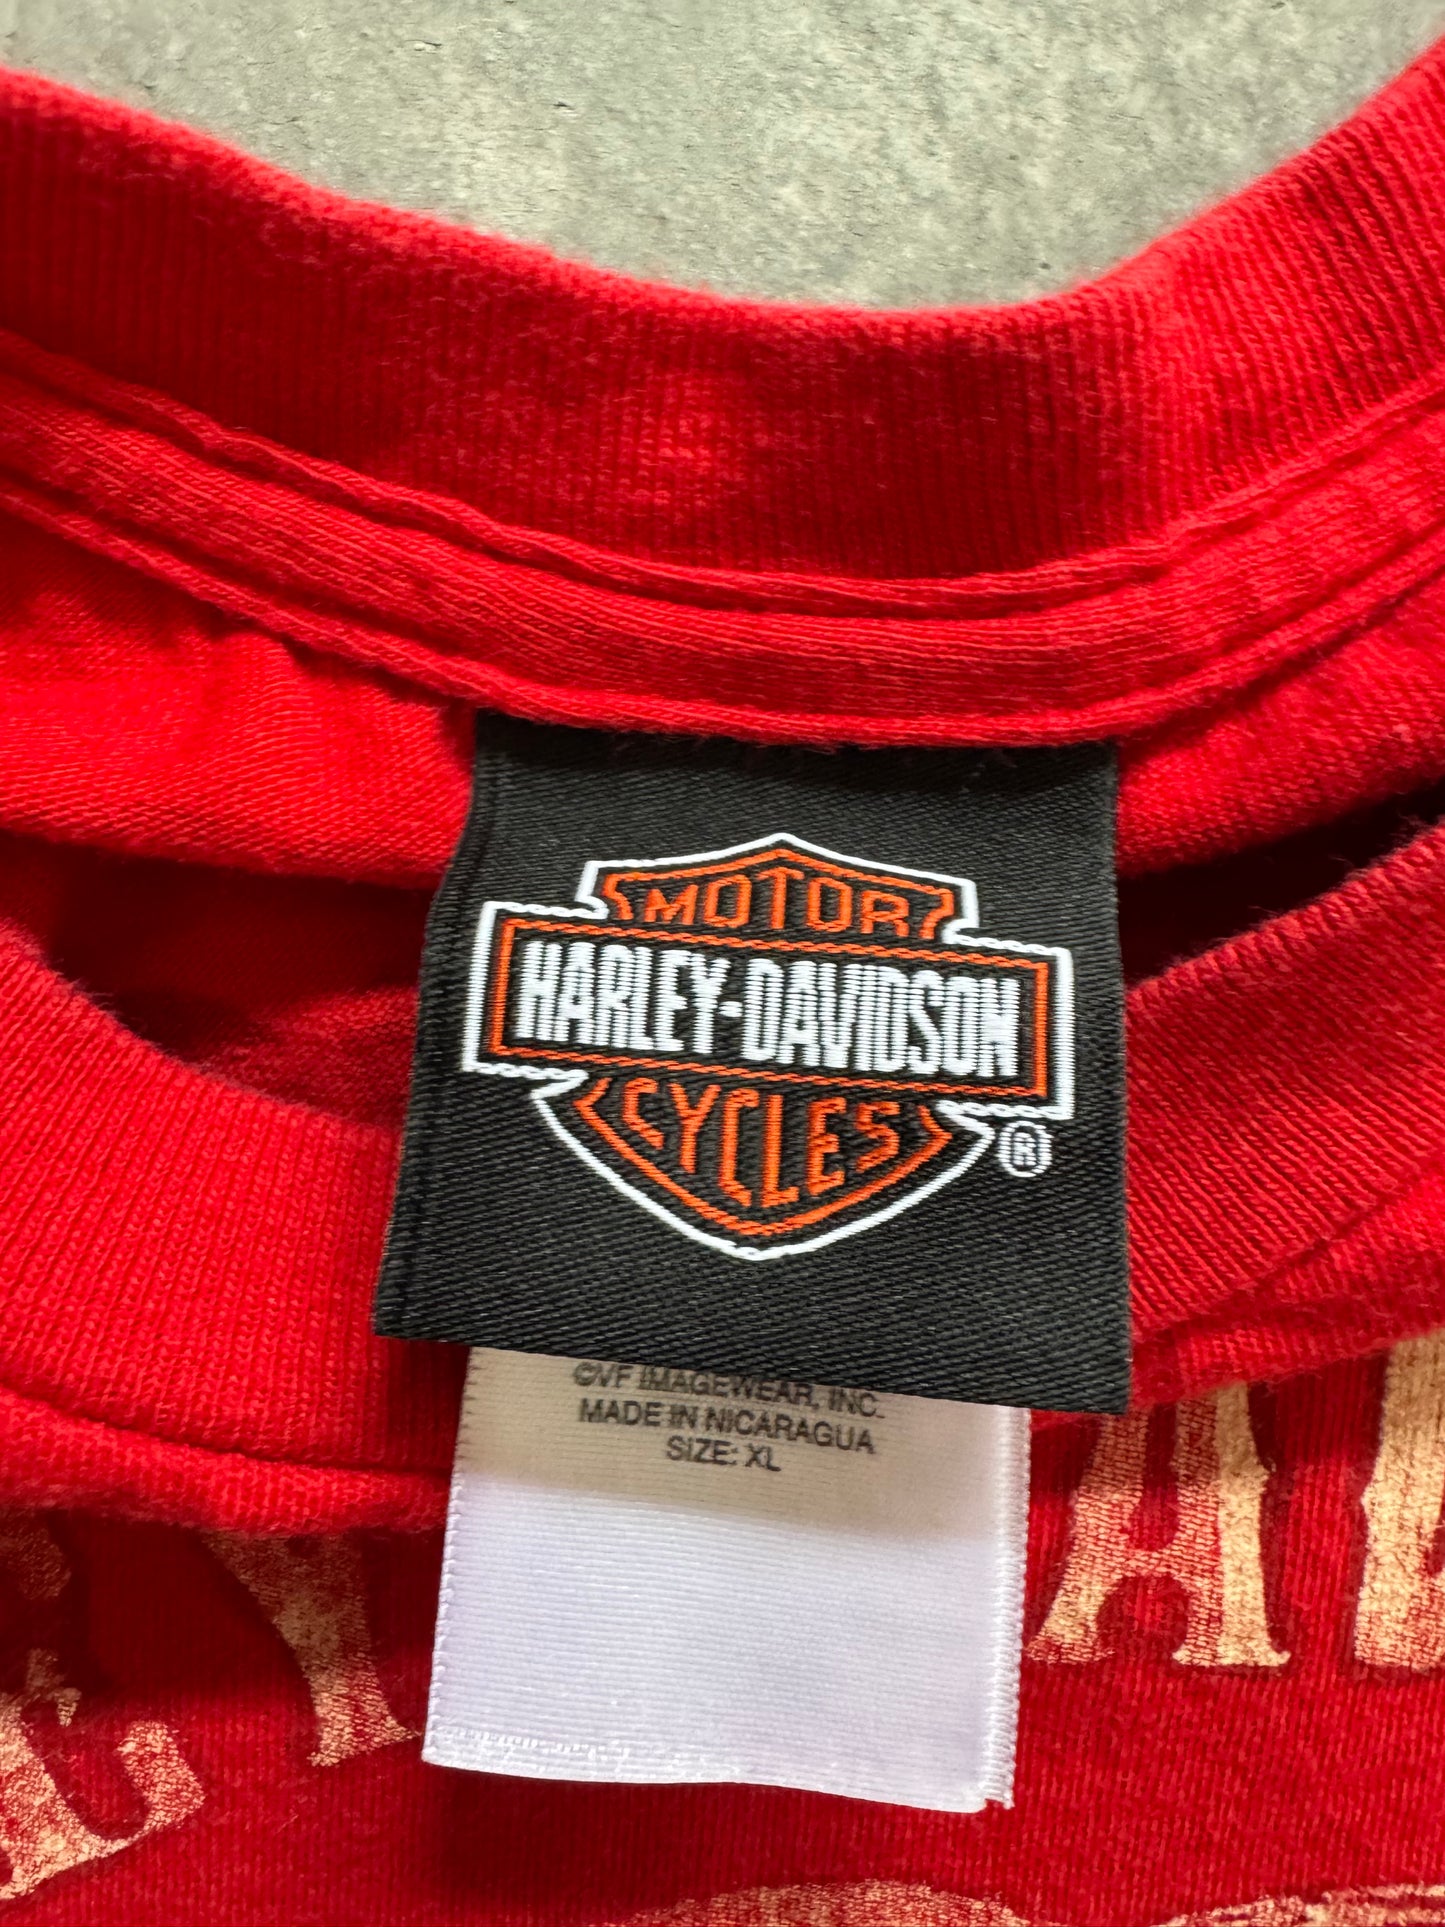 MOTOR
HARLEY-DAVIDSON
CYCLES
®
©VF IMAGEWEAR, INC.
MADE IN NICARAGUA
SIZE: XL